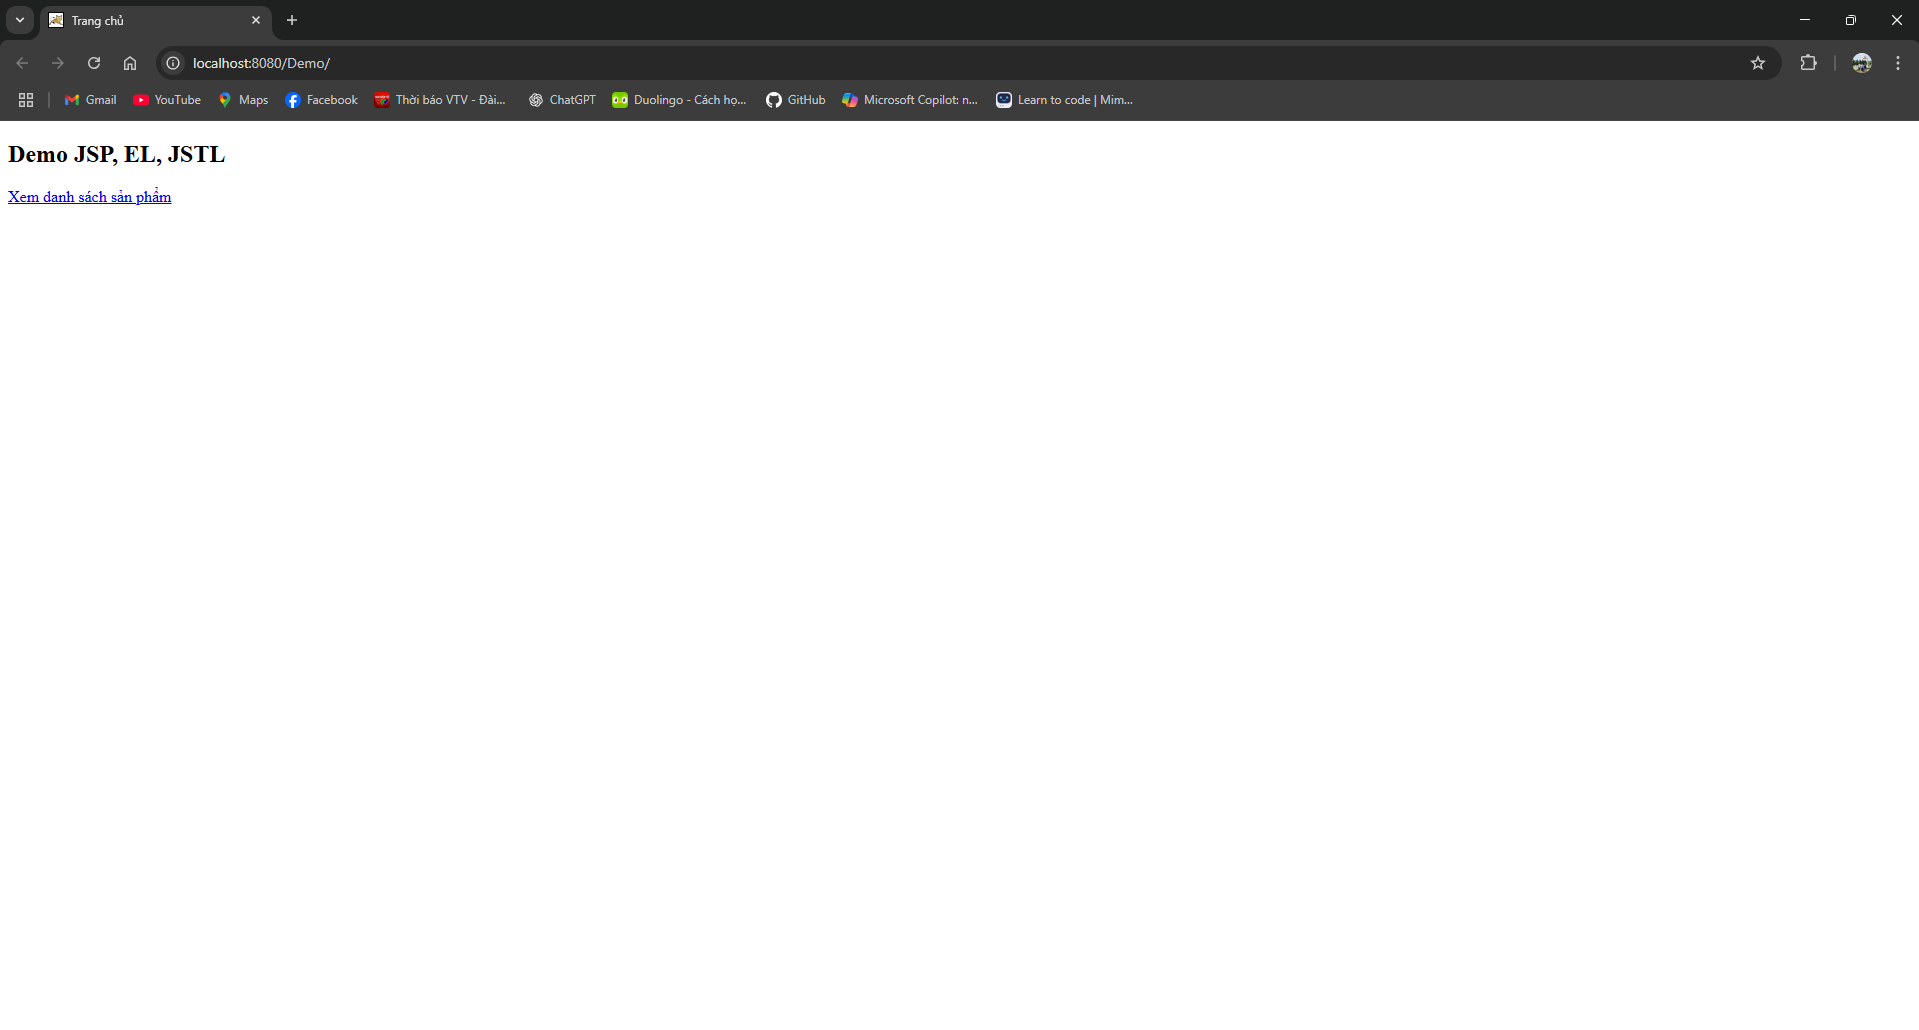 Trang chủ
localhost:8080/Demo/
Gmail
YouTube
Maps
Facebook
Thời báo VTV - Đài...
ChatGPT
Duolingo - Cách họ...
GitHub
Microsoft Copilot: n...
Learn to code | Mim...
Demo JSP, EL, JSTL
Xem danh sách sản phẩm